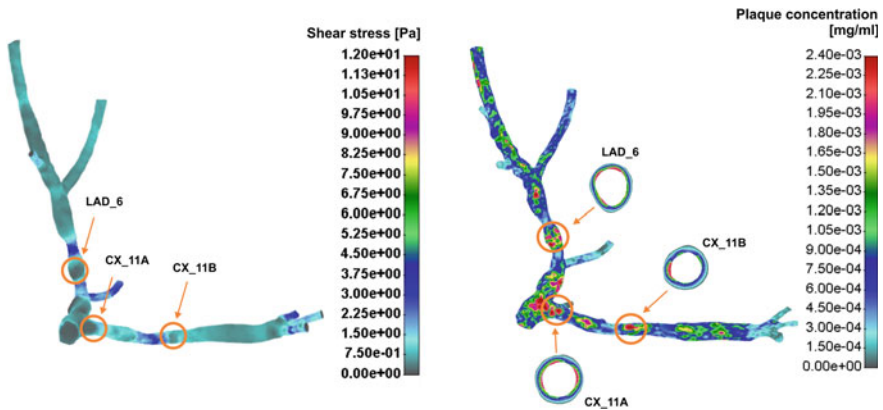 Shear stress [Pa]
1.20e+01
1.13e+01
1.05e+01
9.75e+00
9.00e+00
8.25e+00
7.50e+00
6.75e+00
6.00e+00
5.25e+00
4.50e+00
3.75e+00
3.00e+00
2.25e+00
1.50e+00
7.50e-01
0.00e+00
LAD_6
CX_11A
CX_11B
Plaque concentration
[mg/ml]
2.40e-03
2.25e-03
2.10e-03
1.95e-03
1.80e-03
1.65e-03
1.50e-03
1.35e-03
1.20e-03
1.05e-03
9.00e-04
7.50e-04
6.00e-04
4.50e-04
3.00e-04
1.50e-04
0.00e+00
LAD_6
CX_11B
CX_11A